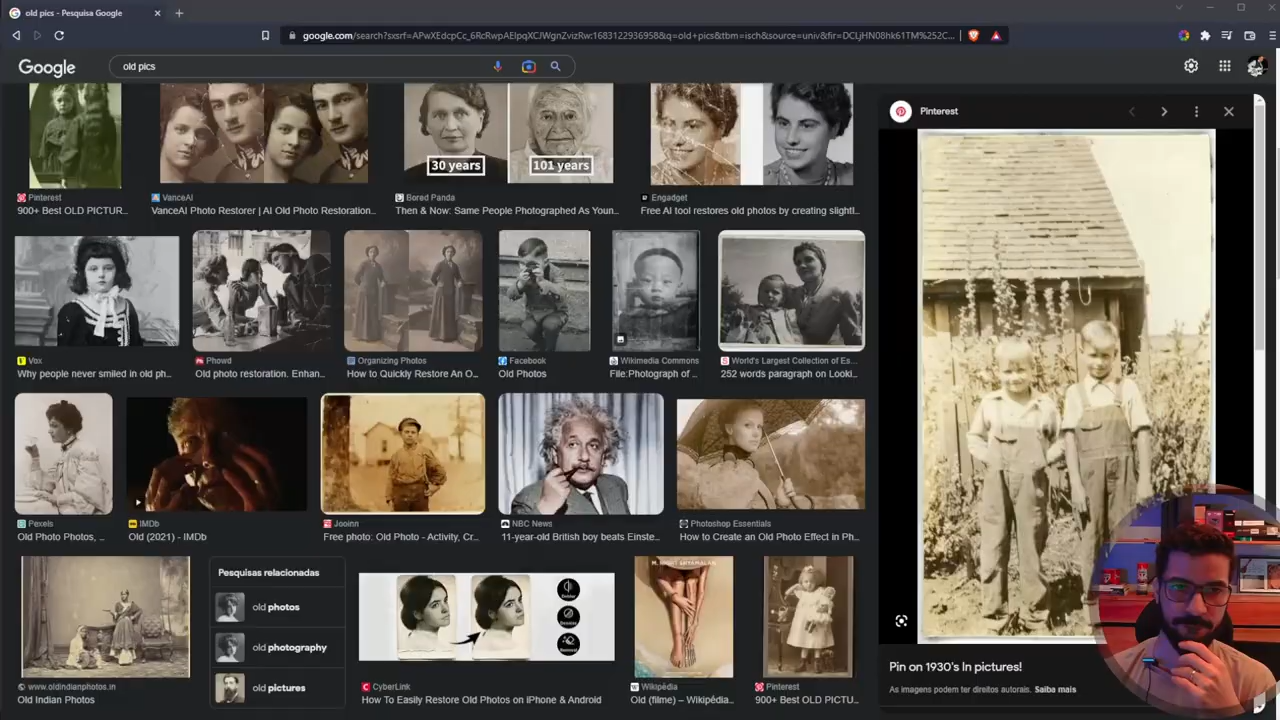 old pics - Pesquisa Google
google.com/search?sxsrf=APwXEdcpCc_6RcRwpAElpqXCJWgnZvizRw:1683122936958&q=old+pics&tbm=isch&source=univ&fir=DCLjHN08hk61TM%252C...
Google
old pics
Pinterest
900+ Best OLD PICTUR...
VanceAI
VanceAI Photo Restorer | AI Old Photo Restoration...
30 years
101 years
Bored Panda
Then & Now: Same People Photographed As Youn...
Engadget
Free AI tool restores old photos by creating slightl...
Vox
Why people never smiled in old ph...
Phowd
Old photo restoration. Enhan...
Organizing Photos
How to Quickly Restore An O...
Facebook
Old Photos
Wikimedia Commons
File:Photograph of ...
World's Largest Collection of Es...
252 words paragraph on Looki...
Pexels
Old Photo Photos, ...
IMDb
Old (2021) - IMDb
Jooinn
Free photo: Old Photo - Activity, Cr...
NBC News
11-year-old British boy beats Einste...
Photoshop Essentials
How to Create an Old Photo Effect in Ph...
www.oldindianphotos.in
Old Indian Photos
Pesquisas relacionadas
old photos
old photography
old pictures
CyberLink
How To Easily Restore Old Photos on iPhone & Android
M. NIGHT SHYAMALAN
Wikipédia
Old (filme) – Wikipédia...
Pinterest
900+ Best OLD PICTU...
Pinterest
Pin on 1930's In pictures!
As imagens podem ter direitos autorais. Saiba mais